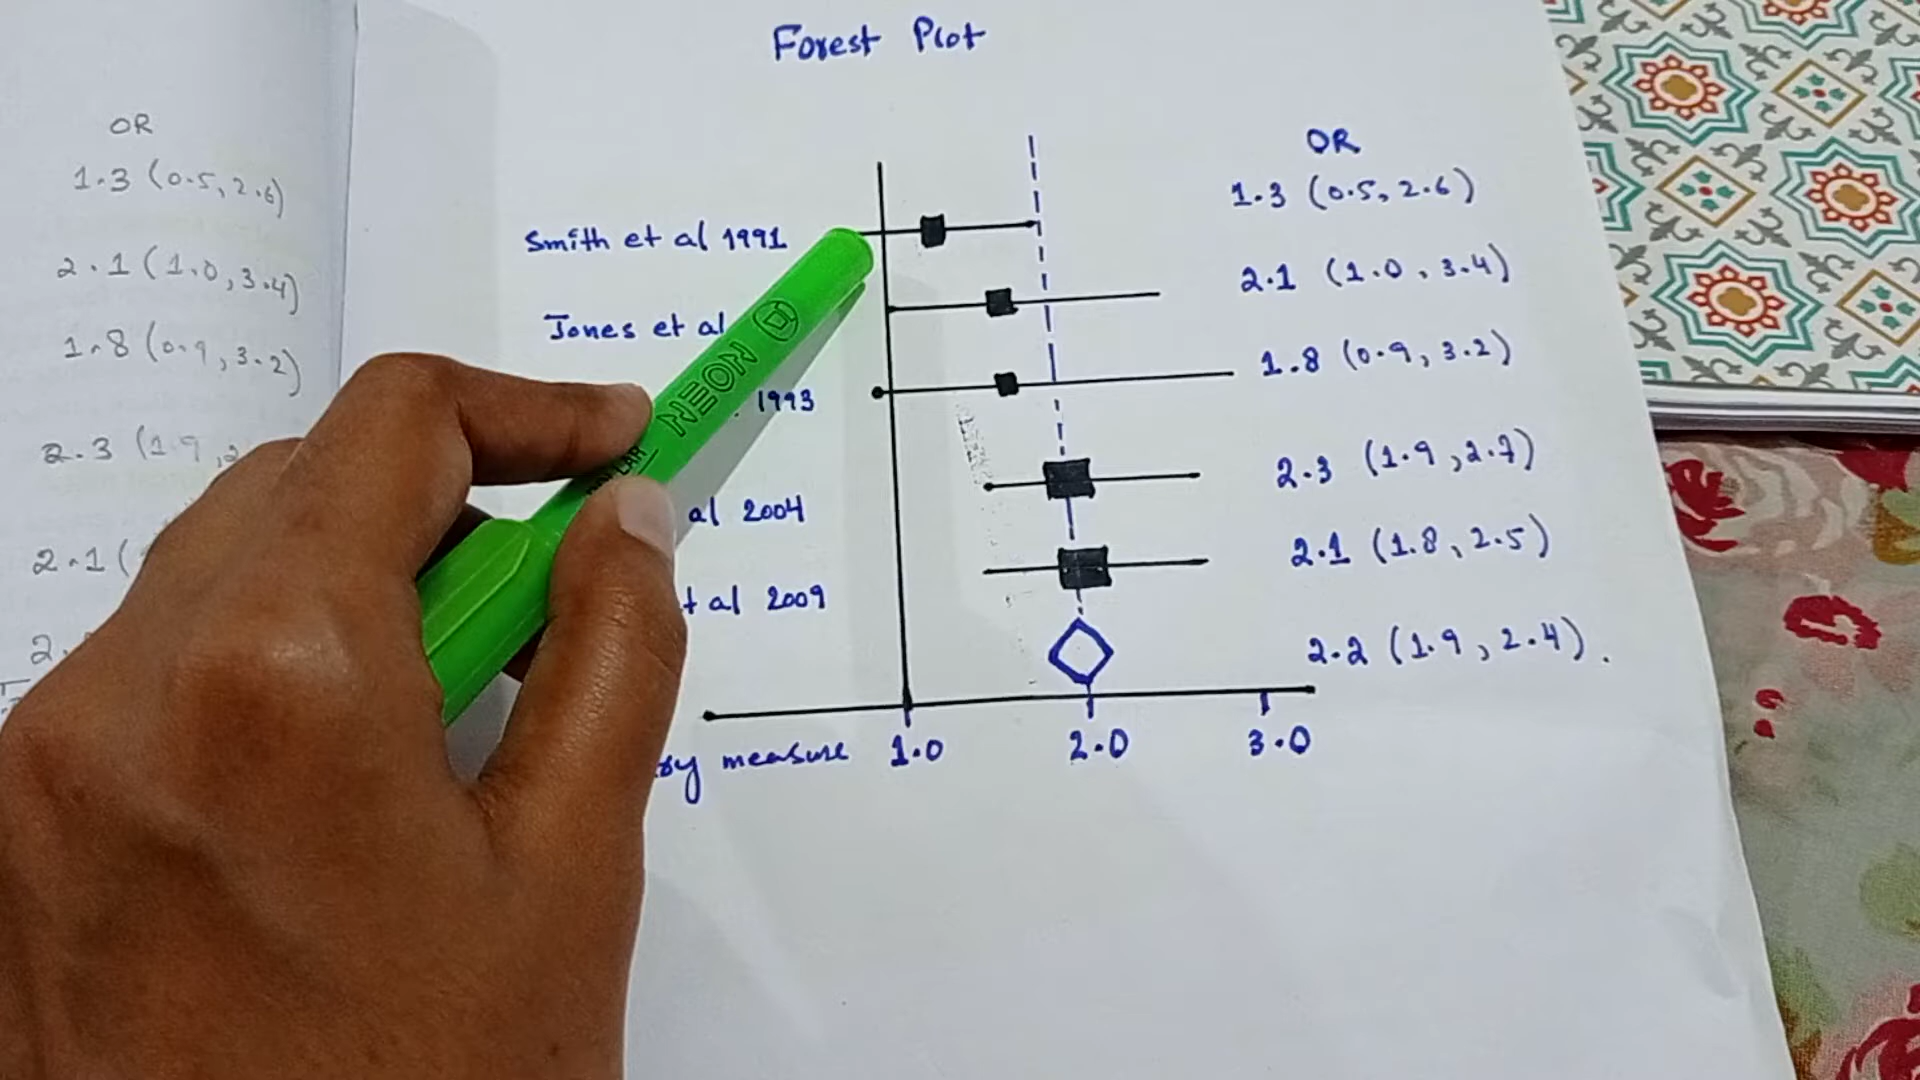 Forest Plot
OR
1.3 (0.5, 2.6)
2.1 (1.0, 3.4)
1.8 (0.9, 3.2)
2.3 (1.9
2.1 (
2.
OR
Smith et al 1991
1.3 (0.5, 2.6)
Jones et al
2.1 (1.0, 3.4)
1993
1.8 (0.9, 3.2)
al 2004
2.3 (1.9, 2.7)
et al 2009
2.1 (1.8, 2.5)
2.2 (1.9, 2.4).
measure 1.0 2.0 3.0
NEON